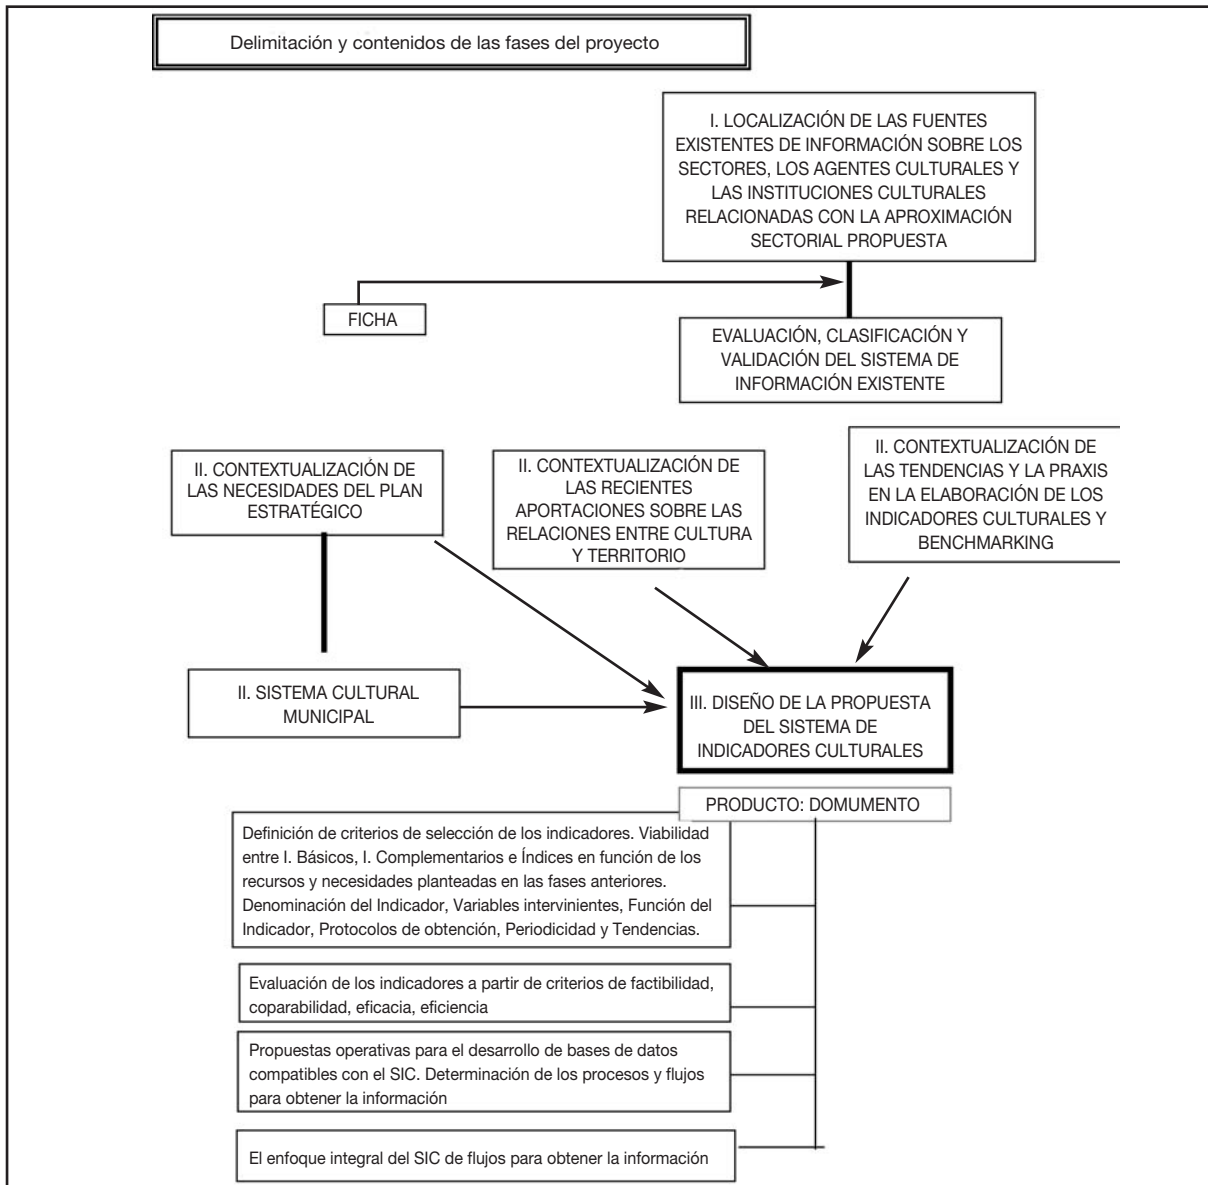 Delimitación y contenidos de las fases del proyecto
I. LOCALIZACIÓN DE LAS FUENTES
EXISTENTES DE INFORMACIÓN SOBRE LOS
SECTORES, LOS AGENTES CULTURALES Y
LAS INSTITUCIONES CULTURALES
RELACIONADAS CON LA APROXIMACIÓN
SECTORIAL PROPUESTA
FICHA
EVALUACIÓN, CLASIFICACIÓN Y
VALIDACIÓN DEL SISTEMA DE
INFORMACIÓN EXISTENTE
II. CONTEXTUALIZACIÓN DE
LAS NECESIDADES DEL PLAN
ESTRATÉGICO
II. CONTEXTUALIZACIÓN DE
LAS RECIENTES
APORTACIONES SOBRE LAS
RELACIONES ENTRE CULTURA
Y TERRITORIO
II. CONTEXTUALIZACIÓN DE
LAS TENDENCIAS Y LA PRAXIS
EN LA ELABORACIÓN DE LOS
INDICADORES CULTURALES Y
BENCHMARKING
II. SISTEMA CULTURAL
MUNICIPAL
III. DISEÑO DE LA PROPUESTA
DEL SISTEMA DE
INDICADORES CULTURALES
PRODUCTO: DOMUMENTO
Definición de criterios de selección de los indicadores. Viabilidad
entre I. Básicos, I. Complementarios e Índices en función de los
recursos y necesidades planteadas en las fases anteriores.
Denominación del Indicador, Variables intervinientes, Función del
Indicador, Protocolos de obtención, Periodicidad y Tendencias.
Evaluación de los indicadores a partir de criterios de factibilidad,
coparabilidad, eficacia, eficiencia
Propuestas operativas para el desarrollo de bases de datos
compatibles con el SIC. Determinación de los procesos y flujos
para obtener la información
El enfoque integral del SIC de flujos para obtener la información